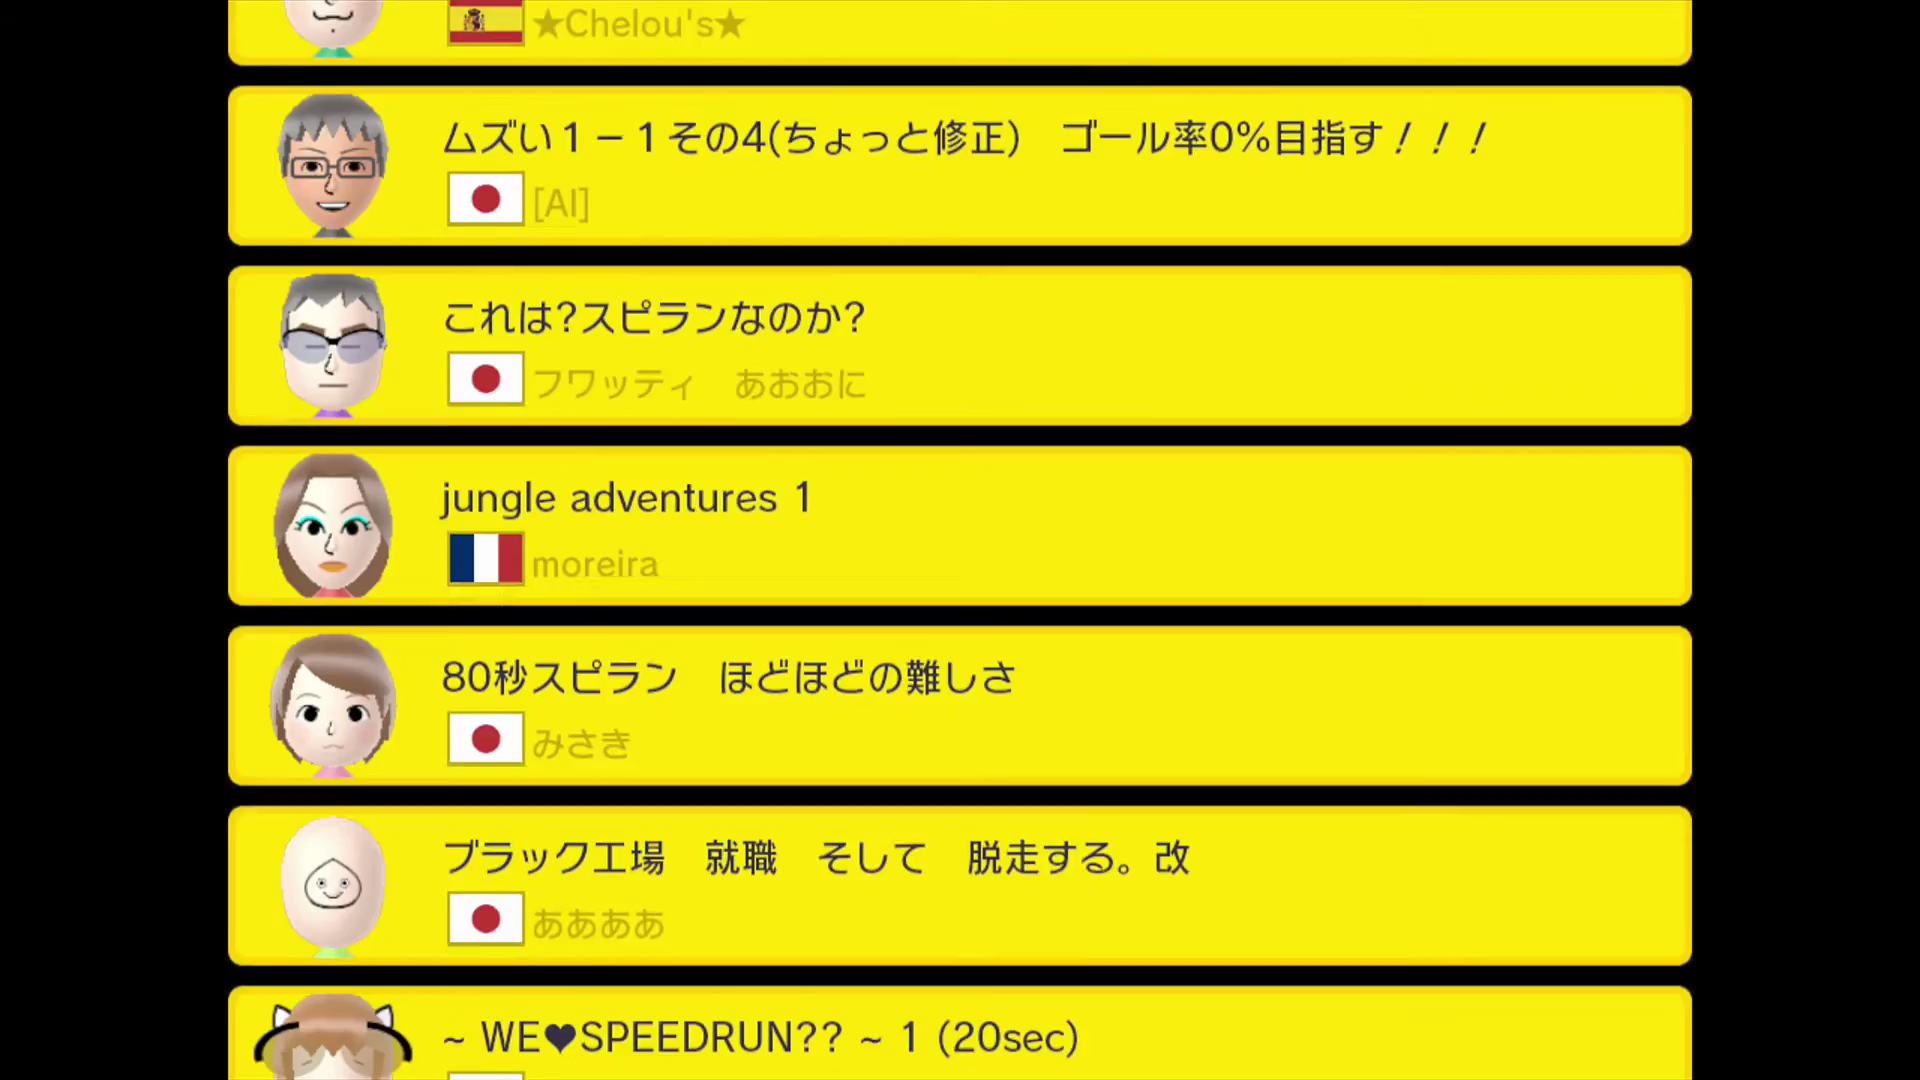 ★Chelou's★
ムズい１－１その4(ちょっと修正)　ゴール率0%目指す！！！
[AI]
これは?スピランなのか?
フワッティ　あおおに
jungle adventures 1
moreira
80秒スピラン　ほどほどの難しさ
みさき
ブラック工場　就職　そして　脱走する。改
ああああ
~ WE♥SPEEDRUN?? ~ 1 (20sec)